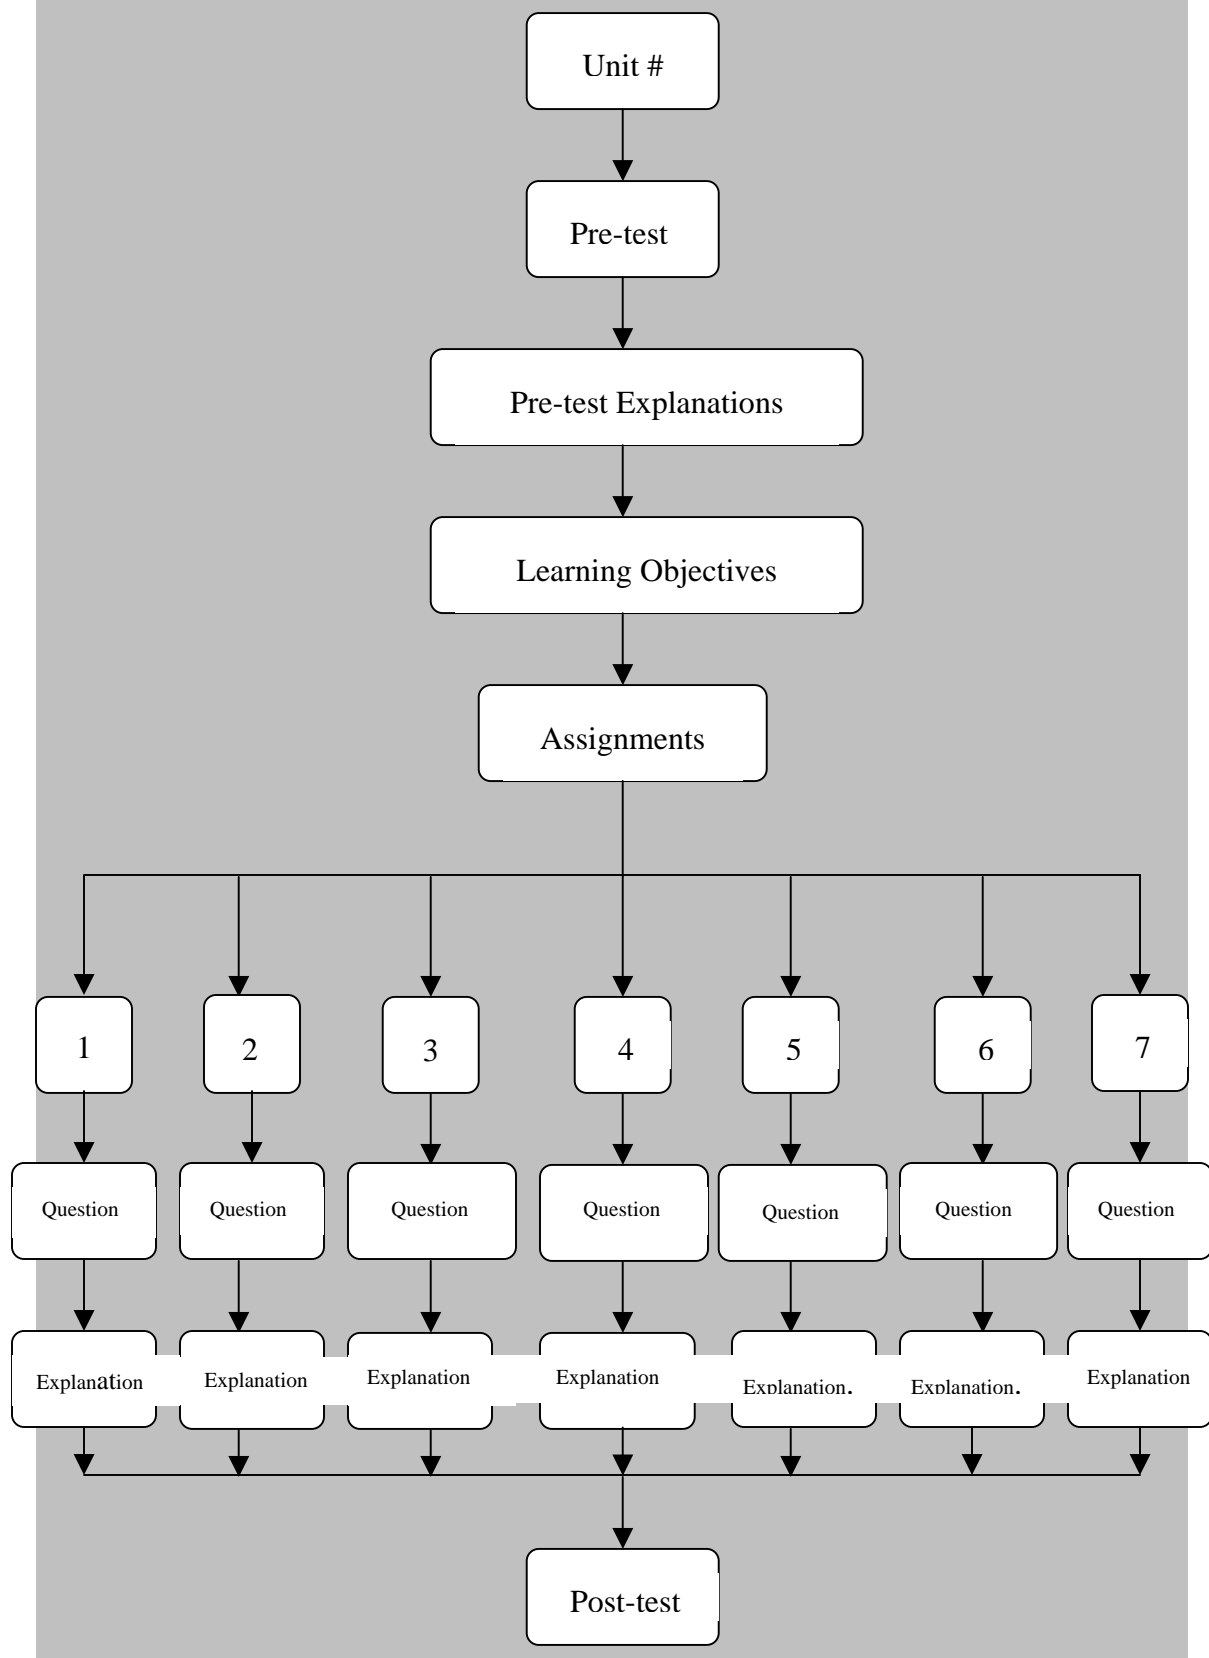 Unit #
Pre-test
Pre-test Explanations
Learning Objectives
Assignments
1 2 3 4 5 6 7
Question Question Question Question Question Question Question
Explanation Explanation Explanation Explanation Explanation. Explanation. Explanation
Post-test